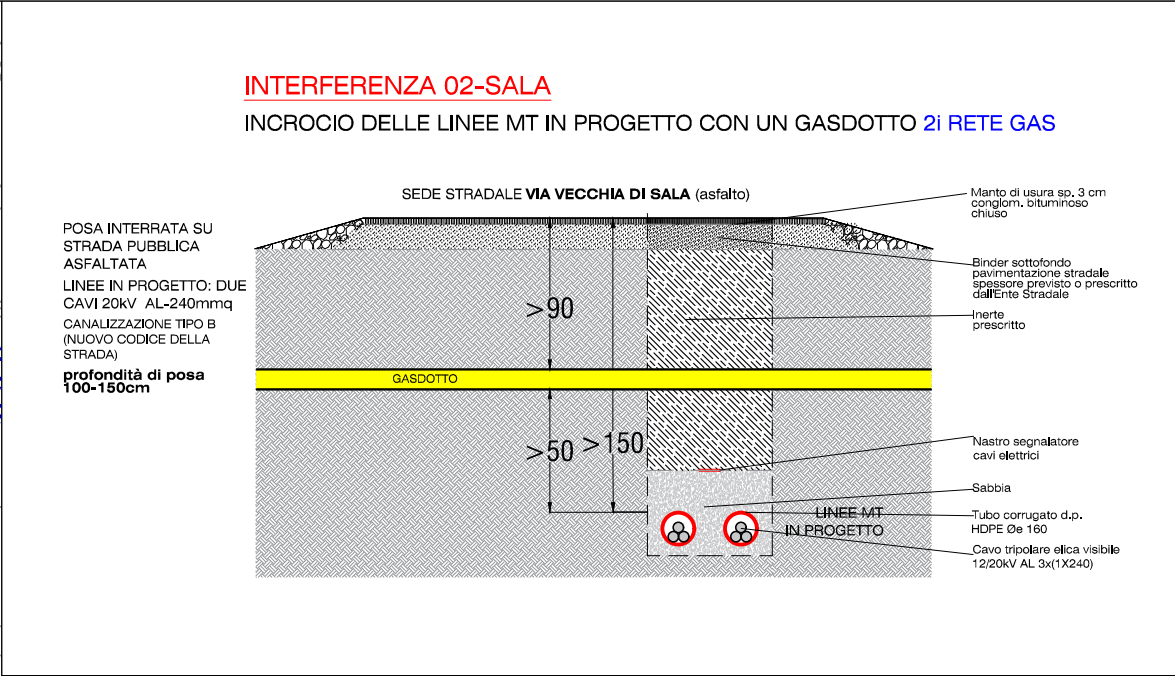 INTERFERENZA 02-SALA
INCROCIO DELLE LINEE MT IN PROGETTO CON UN GASDOTTO 2i RETE GAS
SEDE STRADALE VIA VECCHIA DI SALA (asfalto)
POSA INTERRATA SU
STRADA PUBBLICA
ASFALTATA
LINEE IN PROGETTO: DUE
CAVI 20kV AL-240mmq
CANALIZZAZIONE TIPO B
(NUOVO CODICE DELLA
STRADA)
profondità di posa
100-150cm
>90
GASDOTTO
>50
>150
LINEE MT
IN PROGETTO
Manto di usura sp. 3 cm
conglom. bituminoso
chiuso
Binder sottofondo
pavimentazione stradale
spessore previsto o prescritto
dall'Ente Stradale
Inerte
prescritto
Nastro segnalatore
cavi elettrici
Sabbia
Tubo corrugato d.p.
HDPE Øe 160
Cavo tripolare elica visibile
12/20kV AL 3x(1X240)